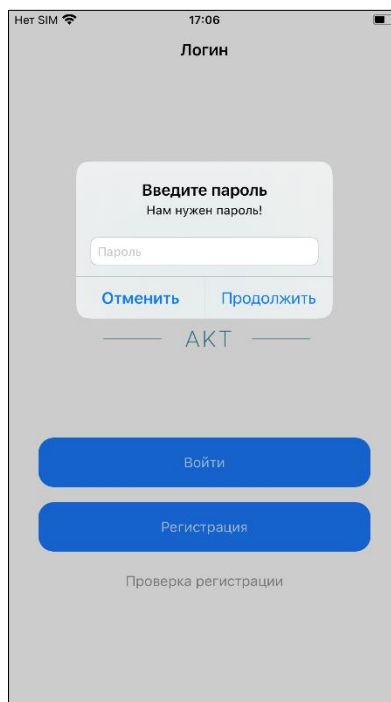 Нет SIM 17:06
Логин
Введите пароль
Нам нужен пароль!
Пароль
Отменить Продолжить
АКТ
Войти
Регистрация
Проверка регистрации